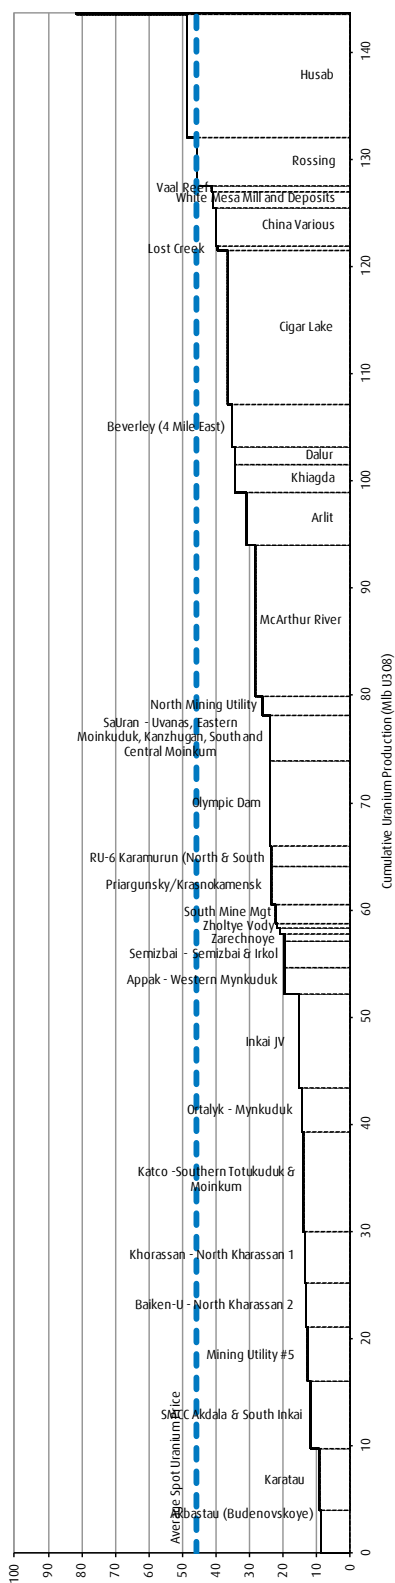 140
Husab
Rossing
130
Vaal Reef
White Mesa Mill and Deposits
China Various
Lost Creek
120
Cigar Lake
110
Beverley (4 Mile East)
Dalur
Khiagda
100
Arlit
90
McArthur River
North Mining Utility
80
SaUran - Uvanas, Eastern
Moinkuduk, Kanzhugan, South and
Central Moinkum
Cumulative Uranium Production (Mlb U308)
70
Olympic Dam
RU-6 Karamurun (North & South
Priargunsky/Krasnokamensk
60
South Mine Mgt
Zholtye Vody
Zarechnoye
Semizbai - Semizbai & Irkol
Appak - Western Mynkuduk
50
Inkai JV
Ortalyk - Mynkuduk
40
Katco -Southern Totukuduk &
Moinkum
30
Khorassan - North Kharassan 1
Baiken-U - North Kharassan 2
20
Mining Utility #5
SMCC Akdala & South Inkai
Average Spot Uranium Price
10
Karatau
Akbastau (Budenovskoye)
0
100
90
80
70
60
50
40
30
20
10
0